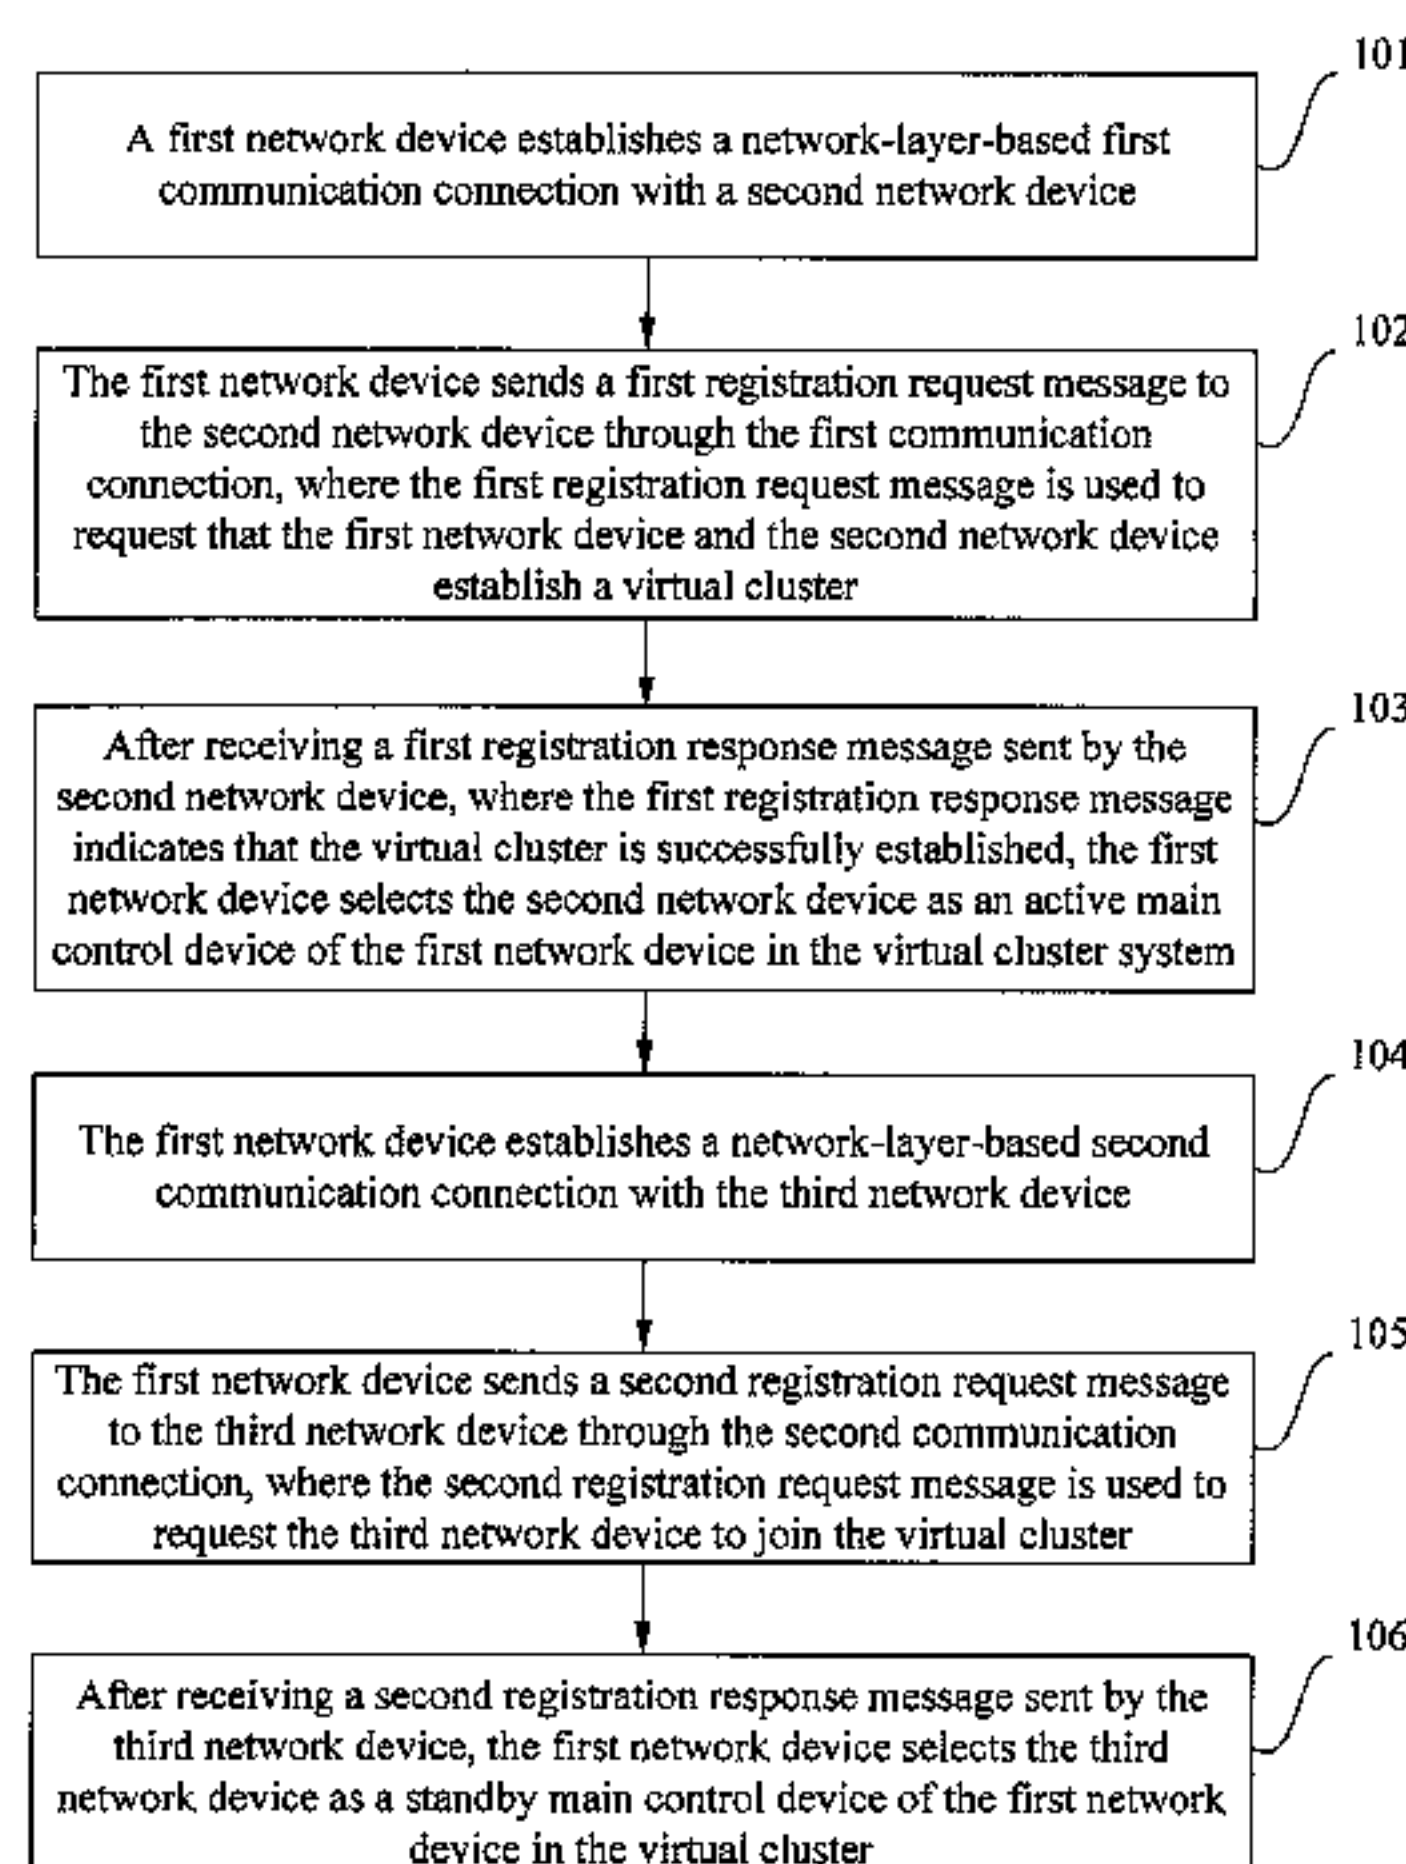 101
A first network device establishes a network-layer-based first
communication connection with a second network device
102
The first network device sends a first registration request message to
the second network device through the first communication
connection, where the first registration request message is used to
request that the first network device and the second network device
establish a virtual cluster
103
After receiving a first registration response message sent by the
second network device, where the first registration response message
indicates that the virtual cluster is successfully established, the first
network device selects the second network device as an active main
control device of the first network device in the virtual cluster system
104
The first network device establishes a network-layer-based second
communication connection with the third network device
105
The first network device sends a second registration request message
to the third network device through the second communication
connection, where the second registration request message is used to
request the third network device to join the virtual cluster
106
After receiving a second registration response message sent by the
third network device, the first network device selects the third
network device as a standby main control device of the first network
device in the virtual cluster